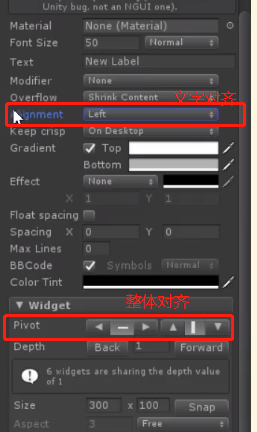 Unity bug, not an NGUI one).
Material None (Material)
Font Size 50 Normal
Text New Label
Modifier None
Overflow Shrink Content 文字对齐
Alignment Left
Keep crisp On Desktop
Gradient Top
Bottom
Effect None
X 1 Y 1
Float spacing
Spacing X 0 Y 0
Max Lines 0
BBCode Symbols Normal
Color Tint
Widget 整体对齐
Pivot
Depth Back 1 Forward
6 widgets are sharing the depth value
of 1
Size 300 x 100 Snap
Aspect 3 Free